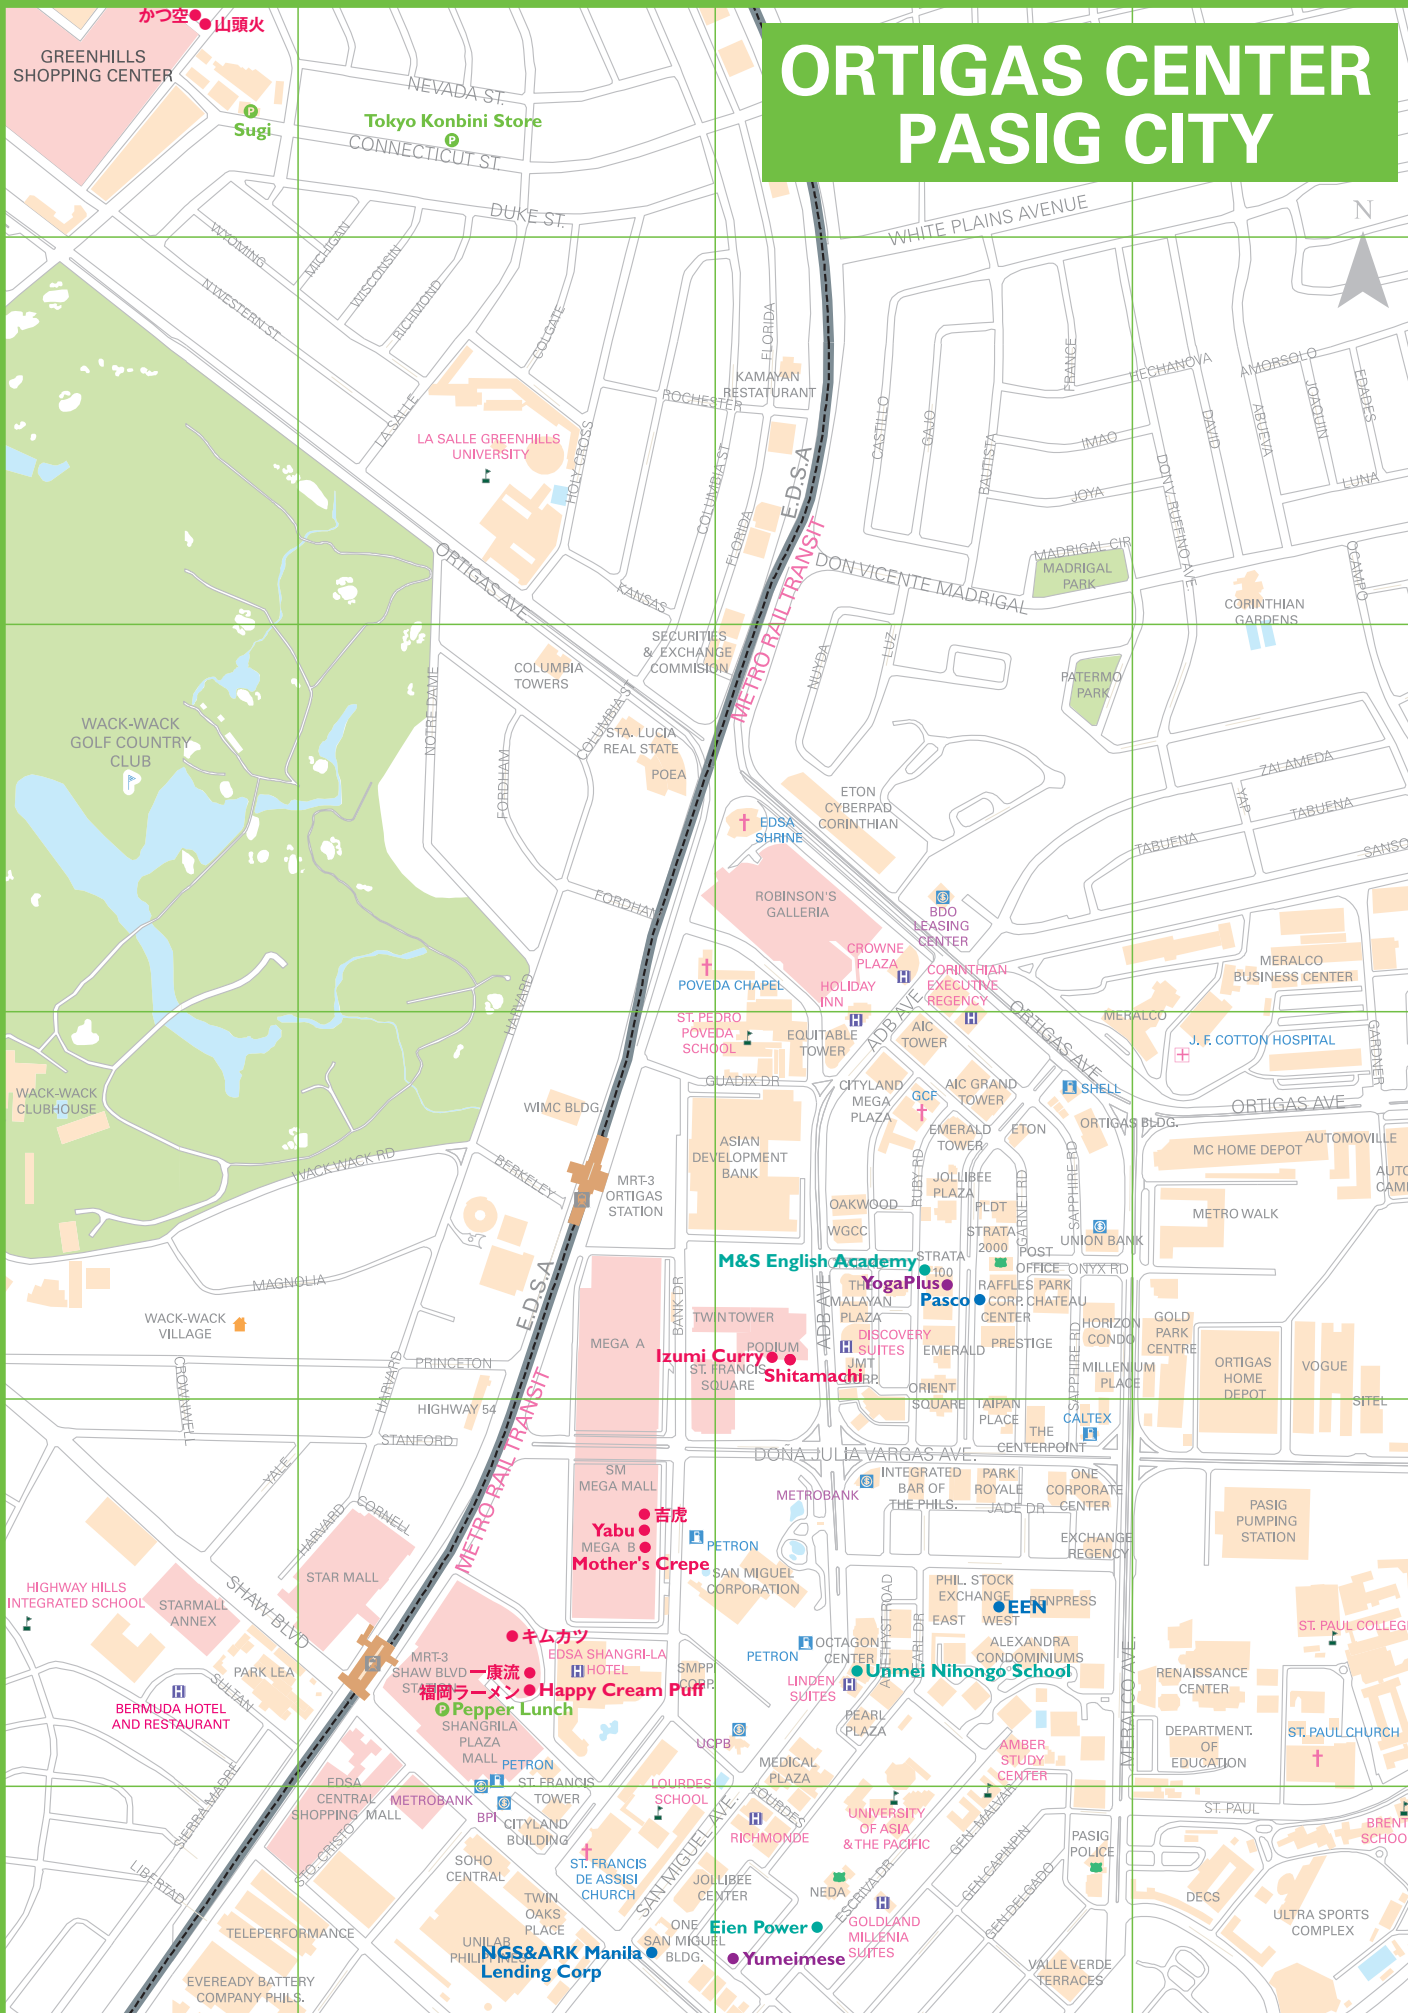 ORTIGAS CENTER
PASIG CITY
かつ空
山頭火
GREENHILLS
SHOPPING CENTER
P
Sugi
Tokyo Konbini Store
P
NEVADA ST.
CONNECTICUT ST.
DUKE ST.
WHITE PLAINS AVENUE
N
WYOMING
MICHIGAN
WISCONSIN
RICHMOND
N.WESTERN ST
COLGATE
FLORIDA
KAMAYAN
RESTATURANT
ROCHESTER
LA SALLE
LA SALLE GREENHILLS
UNIVERSITY
HOLY CROSS
COLUMBIA ST
FLORIDA
E.D.S.A
CASTILLO
GAJO
BAUTISTA
FRANCE
HECHANOVA
AMORSOLO
EDADES
JOAQUIN
ABUEVA
DAVID
IMAO
JOYA
LUNA
DON V. RUFFINO AVE.
OCAMPO
MADRIGAL CIR
MADRIGAL
PARK
DON VICENTE MADRIGAL
METRO RAIL TRANSIT
ORTIGAS AVE.
KANSAS
SECURITIES
& EXCHANGE
COMMISION
CORINTHIAN
GARDENS
COLUMBIA
TOWERS
COLUMBIA ST
NUYDA
LUZ
PATERMO
PARK
NOTRE DAME
FORDHAM
STA. LUCIA
REAL STATE
POEA
WACK-WACK
GOLF COUNTRY
CLUB
ZALAMEDA
YAP
TABUENA
TABUENA
SANSO
ETON
CYBERPAD
CORINTHIAN
EDSA
SHRINE
ROBINSON'S
GALLERIA
FORDHAM
BDO
LEASING
CENTER
CROWNE
PLAZA
H
CORINTHIAN
EXECUTIVE
REGENCY
H
HOLIDAY
INN
H
MERALCO
BUSINESS CENTER
MERALCO
J. F. COTTON HOSPITAL
GARDNER
POVEDA CHAPEL
ST. PEDRO
POVEDA
SCHOOL
EQUITABLE
TOWER
ADB AVE
AIC
TOWER
ORTIGAS AVE
HARVARD
GUADIX DR
CITYLAND
MEGA
PLAZA
GCF
AIC GRAND
TOWER
SHELL
ORTIGAS BLDG.
ORTIGAS AVE
WACK-WACK
CLUBHOUSE
WIMC BLDG.
EMERALD
TOWER
ETON
AUTOMOVILLE
MC HOME DEPOT
AUTO
CAM
ASIAN
DEVELOPMENT
BANK
WACK WACK RD
BERKELEY
MRT-3
ORTIGAS
STATION
RUBY RD
JOLLIBEE
PLAZA
GARNET RD
SAPPHIRE RD
OAKWOOD
PLDT
WGCC
STRATA
2000
UNION BANK
METRO WALK
POST
OFFICE
ONYX RD
M&S English Academy
STRATA
100
YogaPlus
Pasco
RAFFLES
CORP.
CENTER
PARK
CHATEAU
THE
MALAYAN
PLAZA
MAGNOLIA
E.D.S.A
BANK DR
ADB AVE
WACK-WACK
VILLAGE
TWIN TOWER
PODIUM
MEGA A
Izumi Curry
Shitamachi
ST. FRANCIS
SQUARE
H
DISCOVERY
SUITES
EMERALD
PRESTIGE
HORIZON
CONDO
GOLD
PARK
CENTRE
MILLENIUM
PLACE
ORTIGAS
HOME
DEPOT
VOGUE
SITEL
PRINCETON
CROWNWELL
HARVARD
HIGHWAY 54
STANFORD
ORIENT
SQUARE
TAIPAN
PLACE
SAPPHIRE RD
CALTEX
THE
CENTERPOINT
DOÑA JULIA VARGAS AVE.
METRO RAIL TRANSIT
YALE
HARVARD
CORNELL
SM
MEGA MALL
METROBANK
INTEGRATED
BAR OF
THE PHILS.
PARK
ROYALE
JADE DR
ONE
CORPORATE
CENTER
PASIG
PUMPING
STATION
吉虎
Yabu
MEGA B
Mother's Crepe
PETRON
EXCHANGE
REGENCY
SAN MIGUEL
CORPORATION
STAR MALL
HIGHWAY HILLS
INTEGRATED SCHOOL
STARMALL
ANNEX
SHAW BLVD
PHIL. STOCK
EXCHANGE
EAST
WEST
EEN
BENPRESS
AMETHYST ROAD
PEARL DR
ST. PAUL COLLEGE
キムカツ
EDSA SHANGRI-LA
HOTEL
H
PETRON
OCTAGON
CENTER
ALEXANDRA
CONDOMINIUMS
Unmei Nihongo School
MERALCO AVE.
RENAISSANCE
CENTER
MRT-3
SHAW BLVD
STATION
一康流
福岡ラーメン
Happy Cream Puff
SMPP
CORP.
P
Pepper Lunch
LINDEN
SUITES
H
PARK LEA
SULTAN
H
BERMUDA HOTEL
AND RESTAURANT
SHANGRILA
PLAZA
MALL
PEARL
PLAZA
UCPB
AMBER
STUDY
CENTER
DEPARTMENT.
OF
EDUCATION
ST. PAUL CHURCH
PETRON
MEDICAL
PLAZA
EDSA
CENTRAL
SHOPPING MALL
METROBANK
BPI
ST. FRANCIS
TOWER
CITYLAND
BUILDING
LOURDES
SCHOOL
LOURDES
H
RICHMONDE
UNIVERSITY
OF ASIA
& THE PACIFIC
GEN. MALVAR
ST. PAUL
BRENT
SCHOO
SIERRA MADRE
STO. CRISTO
LIBERTAD
SAN MIGUEL AVE.
SOHO
CENTRAL
ST. FRANCIS
DE ASSISI
CHURCH
JOLLIBEE
CENTER
NEDA
ESCRIVA DR
GEN.CAPINPIN
GEN.DELGADO
PASIG
POLICE
DECS
TWIN
OAKS
PLACE
H
GOLDLAND
MILLENIA
SUITES
ULTRA SPORTS
COMPLEX
TELEPERFORMANCE
Eien Power
ONE
SAN MIGUEL
BLDG.
UNILAB
PHILIPPINES
NGS&ARK Manila
Lending Corp
Yumeimese
VALLE VERDE
TERRACES
EVEREADY BATTERY
COMPANY PHILS.